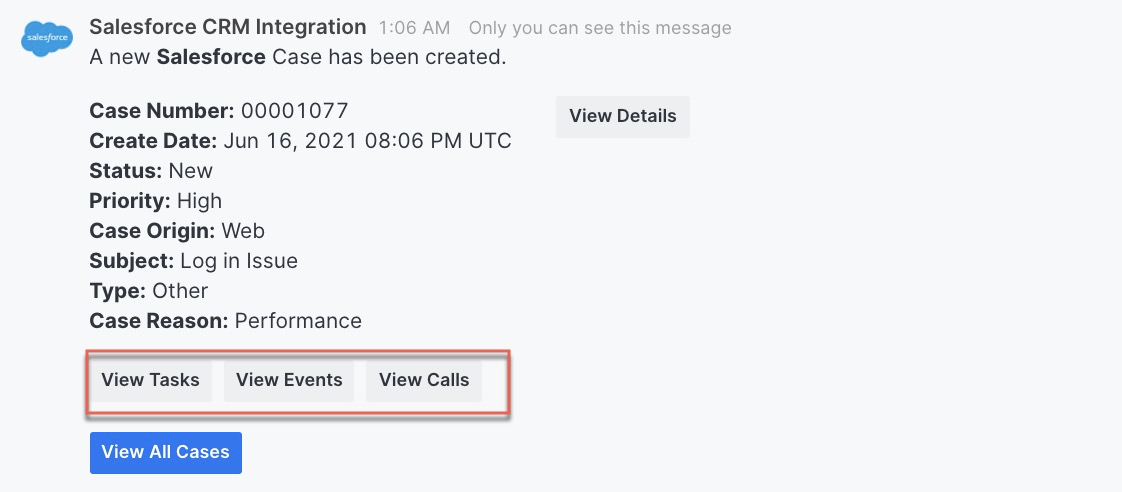 salesforce
Salesforce CRM Integration 1:06 AM Only you can see this message
A new Salesforce Case has been created.
Case Number: 00001077
View Details
Create Date: Jun 16, 2021 08:06 PM UTC
Status: New
Priority: High
Case Origin: Web
Subject: Log in Issue
Type: Other
Case Reason: Performance
View Tasks View Events View Calls
View All Cases